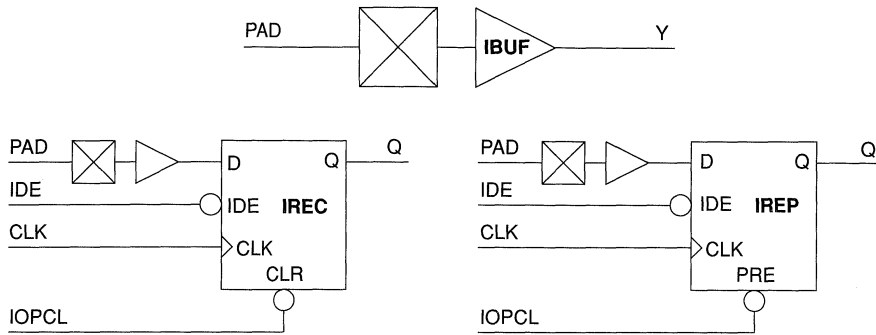 PAD
IBUF
Y
PAD
D
Q
Q
IDE
IDE
IREC
CLK
CLK
CLR
IOPCL
PAD
D
Q
Q
IDE
IDE
IREP
CLK
CLK
PRE
IOPCL